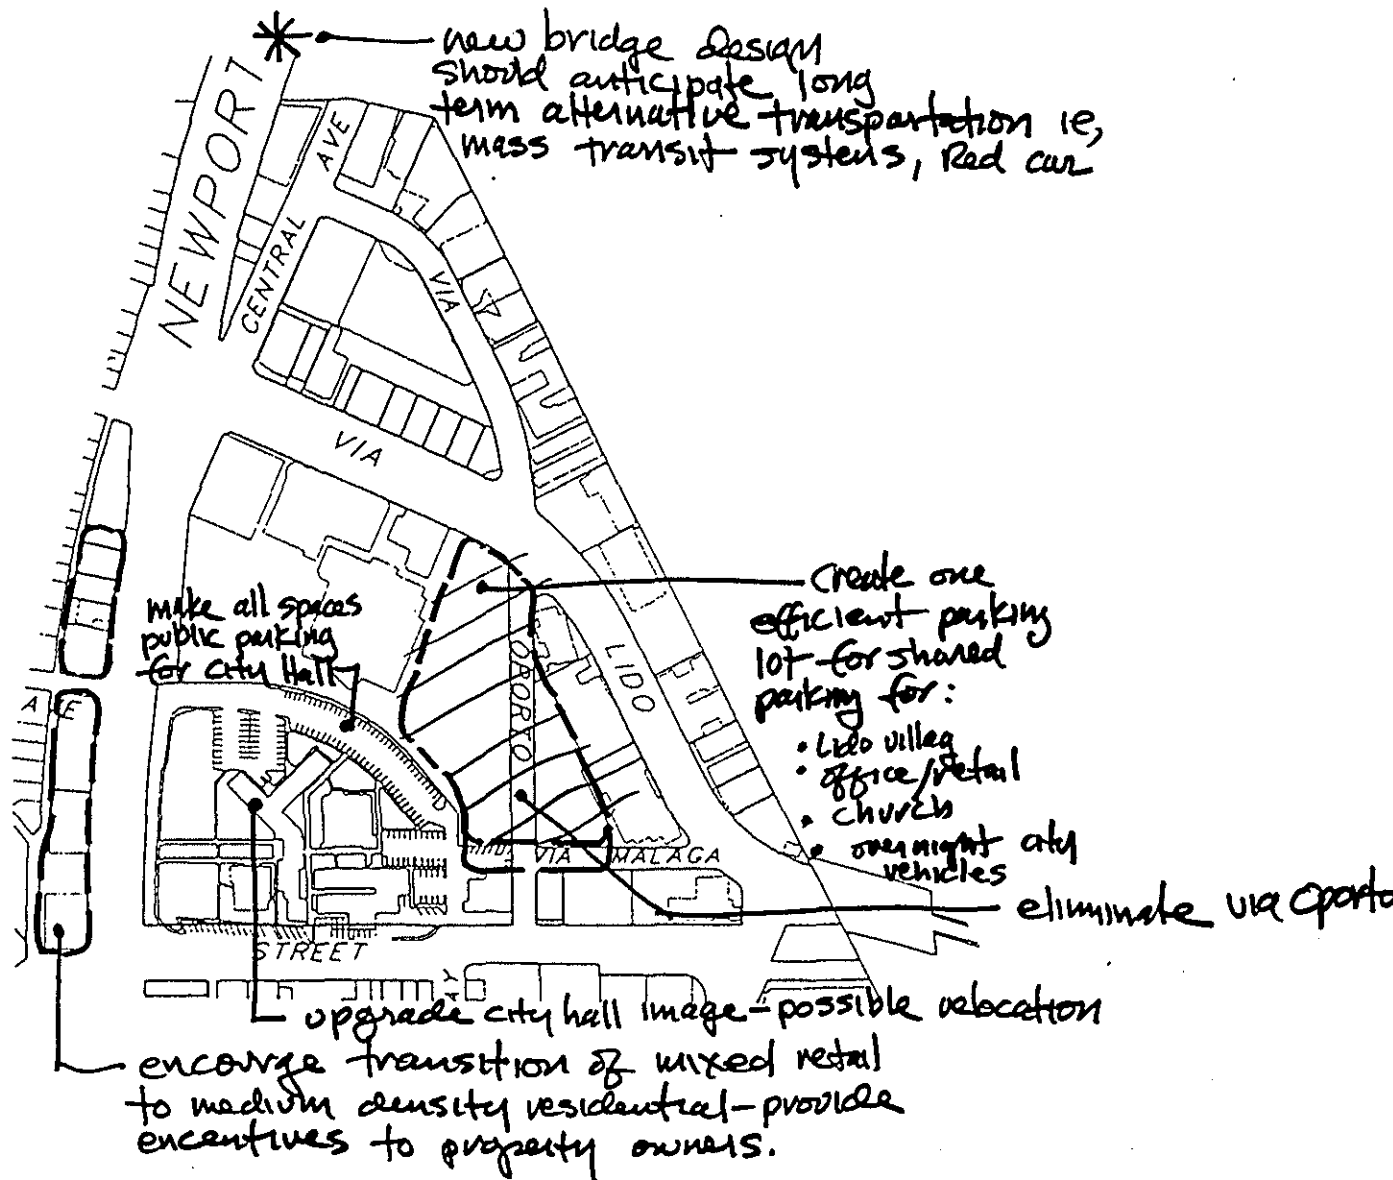 new bridge design
should anticipate long
term alternative transportation ie,
mass transit systems, Red car
NEWPORT
CENTRAL
AVE
VIA
VIA
create one
efficient parking
lot for shared
parking for:
• Lido villag
• office/retail
• church
• overnight city
vehicles
make all spaces
public parking
for city Hall
OPORTO
LIDO
VIA MALAGA
eliminate via Oporto
STREET
upgrade city hall image - possible relocation
encourge transition of mixed retail
to medium density residential - provide
encentives to property owners.